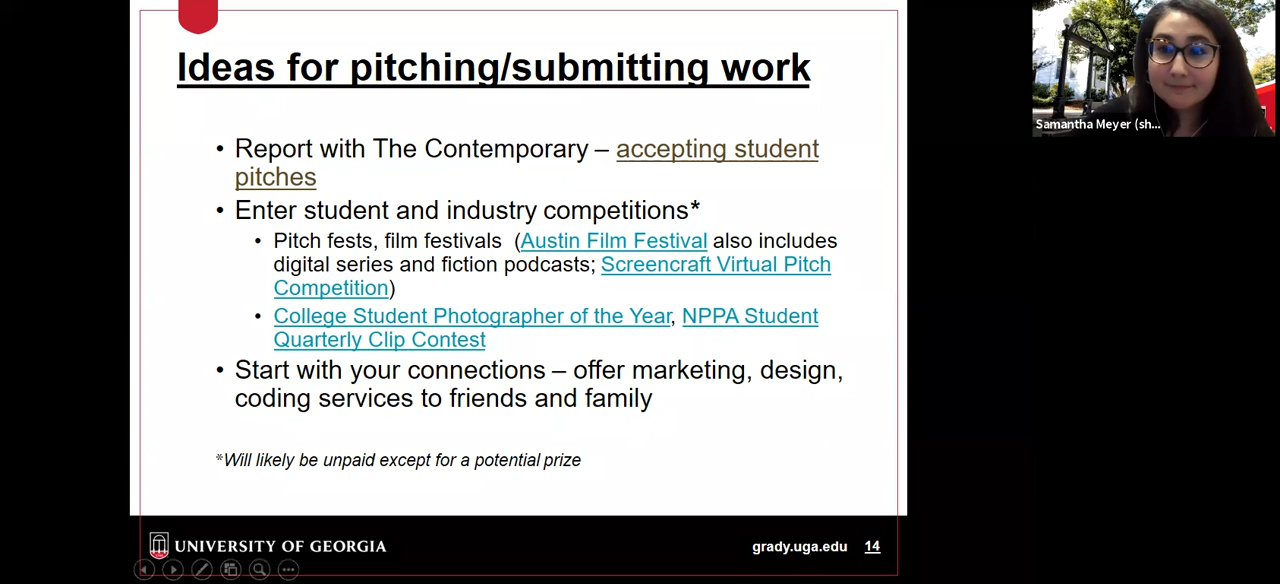 Ideas for pitching/submitting work
• Report with The Contemporary – accepting student
pitches
• Enter student and industry competitions*
• Pitch fests, film festivals (Austin Film Festival also includes
digital series and fiction podcasts; Screencraft Virtual Pitch
Competition)
• College Student Photographer of the Year, NPPA Student
Quarterly Clip Contest
• Start with your connections – offer marketing, design,
coding services to friends and family
*Will likely be unpaid except for a potential prize
UNIVERSITY OF GEORGIA
grady.uga.edu 14
Samantha Meyer (sh...